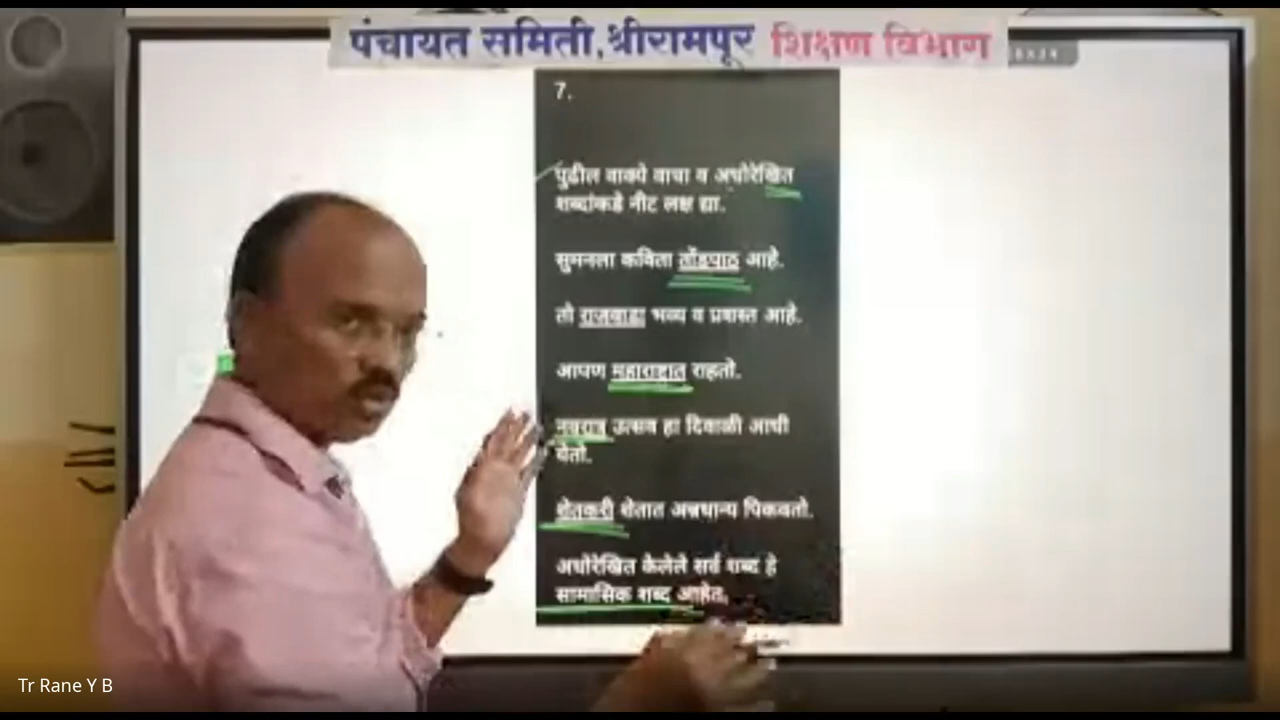 पंचायत समिती,श्रीरामपूर शिक्षण विभाग
7.
पुढील वाक्ये वाचा व अधोरेखित
शब्दांकडे नीट लक्ष द्या.
सुमनला कविता तोंडपाठ आहे.
तो राजवाडा भव्य व प्रशस्त आहे.
आपण महाराष्ट्रात राहतो.
नवरात्र उत्सव हा दिवाळी आधी
येतो.
शेतकरी शेतात अन्नधान्य पिकवतो.
अधोरेखित केलेले सर्व शब्द हे
सामासिक शब्द आहेत.
Tr Rane Y B